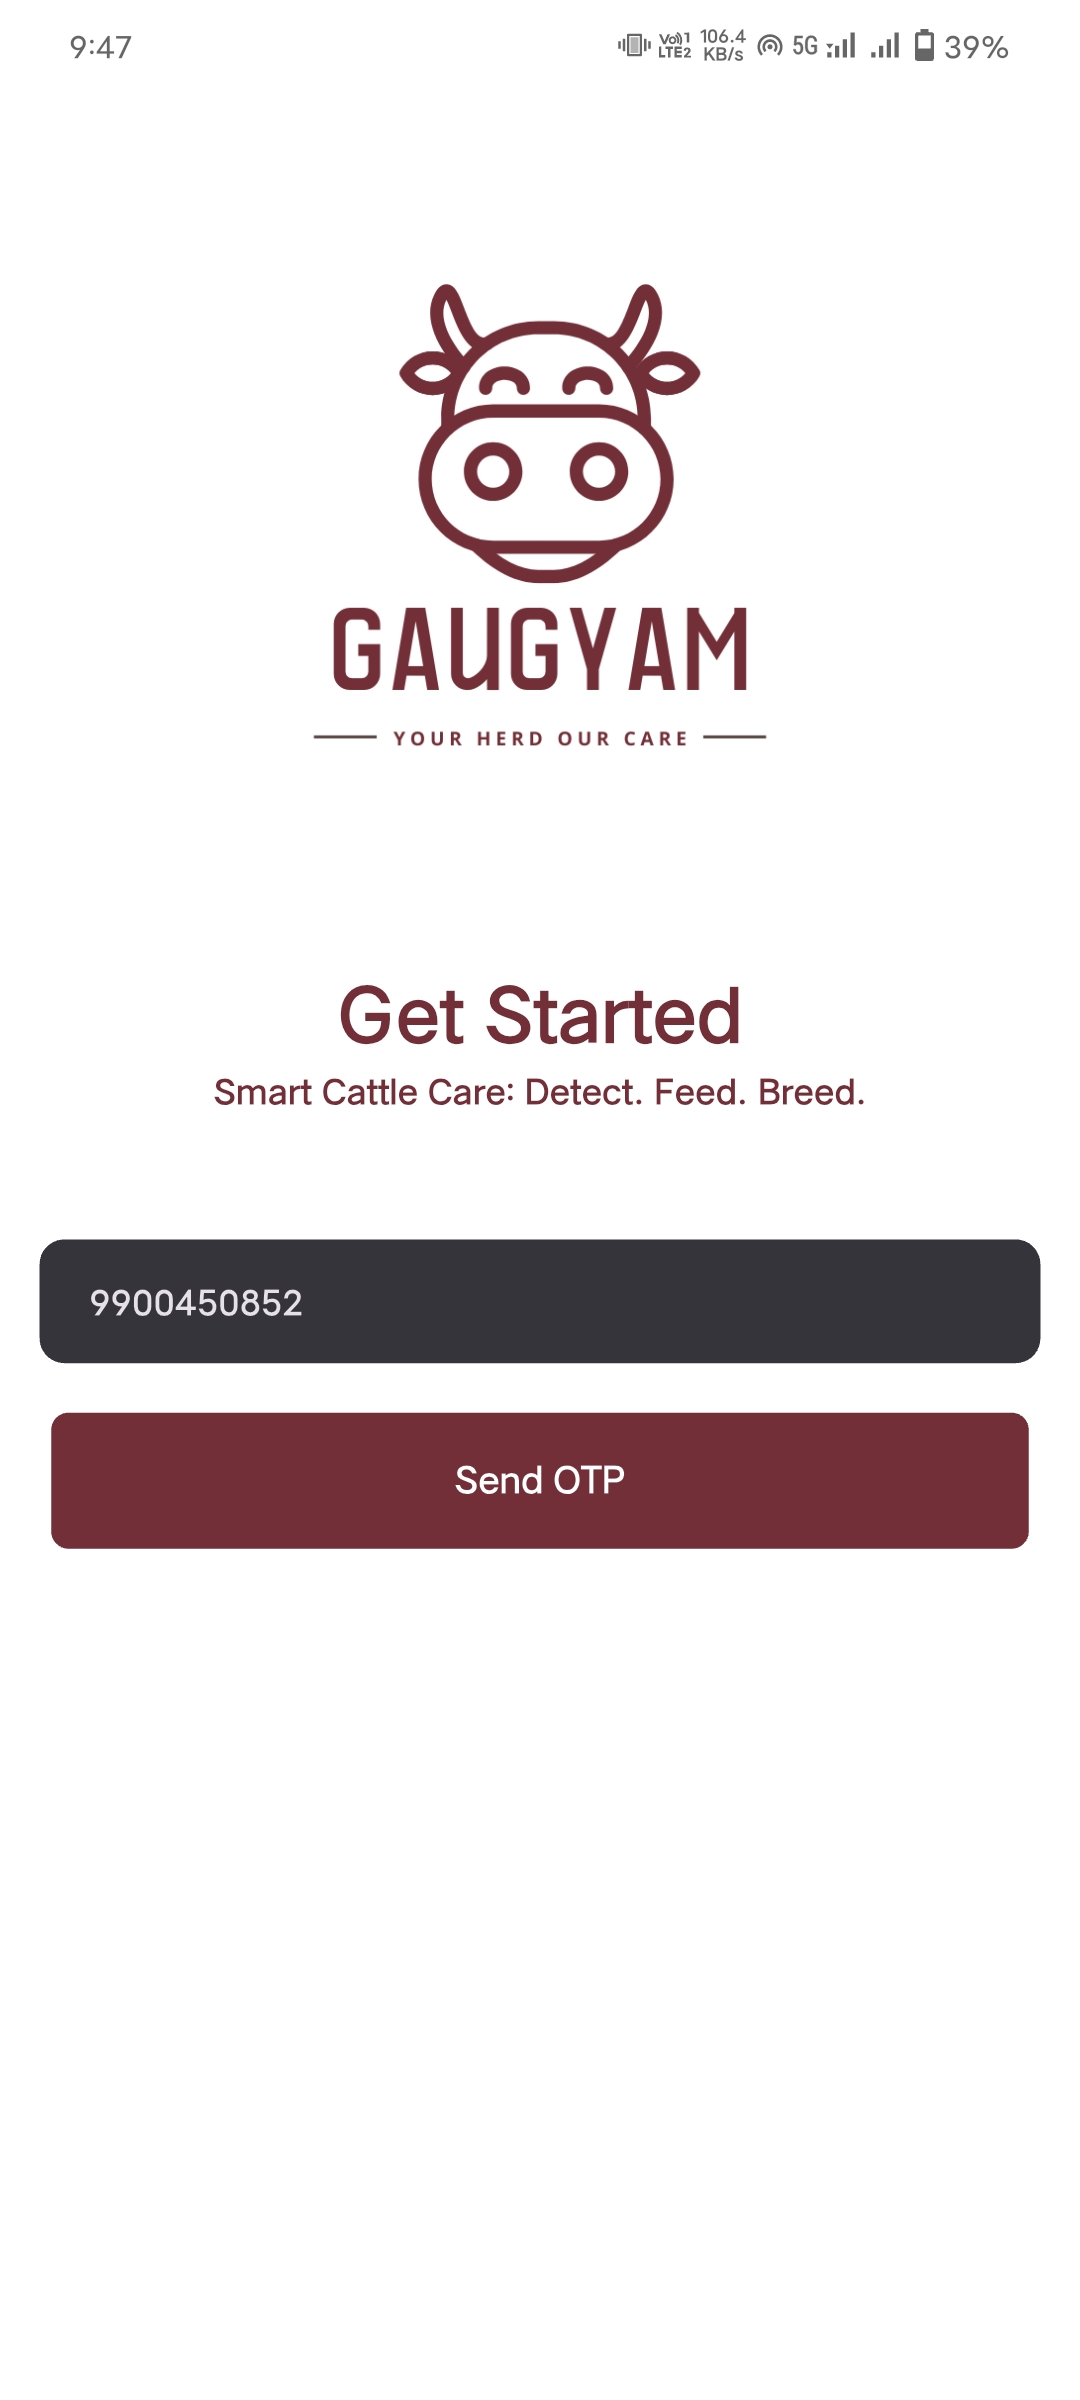 9:47
Vo))1 LTE2 106.4 KB/s 5G 39%
GAUGYAM
YOUR HERD OUR CARE
Get Started
Smart Cattle Care: Detect. Feed. Breed.
9900450852
Send OTP